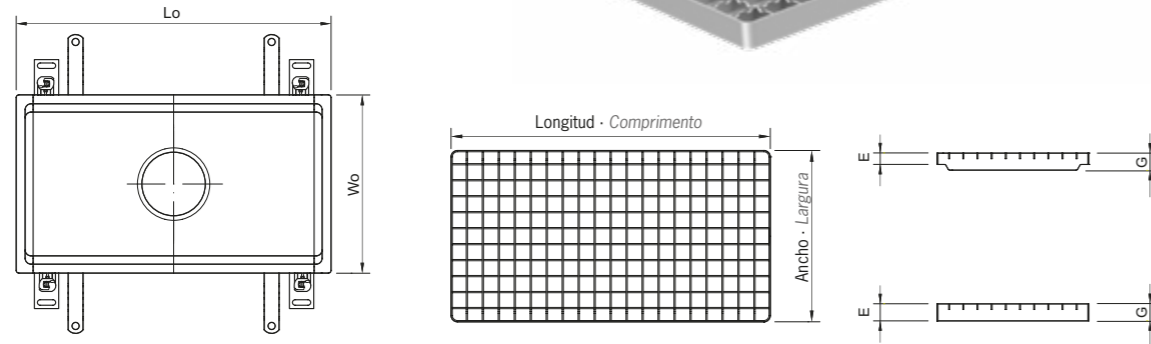 Lo
Wo
Longitud · Comprimento
Ancho · Largura
E
G
E
G